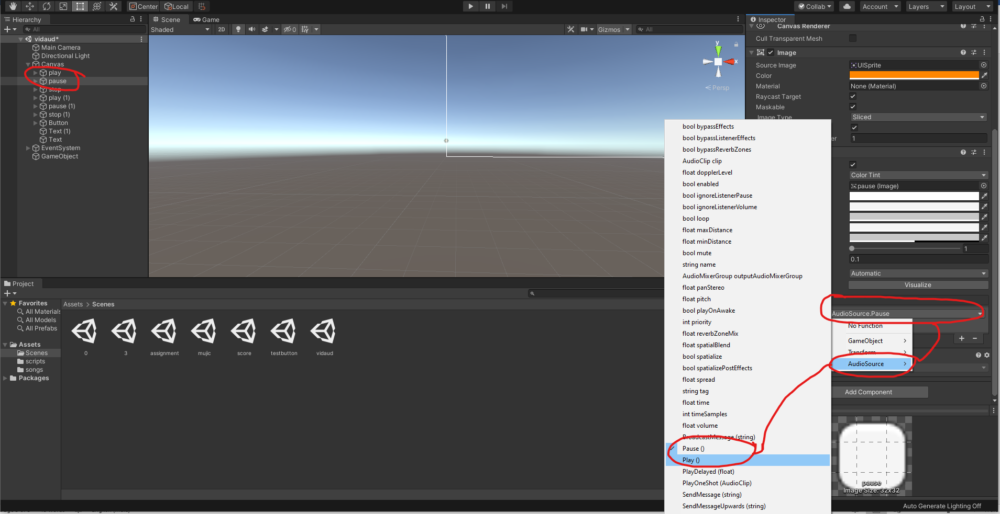 Center
Local
Collab
Account
Layers
Layout
Hierarchy
All
vidaud*
Main Camera
Directional Light
Canvas
play
pause
stop
play (1)
pause (1)
stop (1)
Button
Text (1)
Text
EventSystem
GameObject
Scene
Game
Shaded
2D
0
Gizmos
All
y
x
Persp
Inspector
Canvas Renderer
Cull Transparent Mesh
Image
Source Image
UISprite
Color
Material
None (Material)
Raycast Target
Maskable
Image Type
Sliced
er
1
Color Tint
pause (Image)
1
0.1
Automatic
Visualize
AudioSource.Pause
No Function
GameObject
Transform
AudioSource
Add Component
bool bypassEffects
bool bypassListenerEffects
bool bypassReverbZones
AudioClip clip
float dopplerLevel
bool enabled
bool ignoreListenerPause
bool ignoreListenerVolume
bool loop
float maxDistance
float minDistance
bool mute
string name
AudioMixerGroup outputAudioMixerGroup
float panStereo
float pitch
bool playOnAwake
int priority
float reverbZoneMix
float spatialBlend
bool spatialize
bool spatializePostEffects
float spread
string tag
float time
int timeSamples
float volume
BroadcastMessage (string)
Pause ()
Play ()
PlayDelayed (float)
PlayOneShot (AudioClip)
SendMessage (string)
SendMessageUpwards (string)
Project
Favorites
All Materials
All Models
All Prefabs
Assets
Scenes
scripts
songs
Packages
Assets > Scenes
0
3
assignment
mujic
score
testbutton
vidaud
pause
Image Size: 32x32
Auto Generate Lighting Off